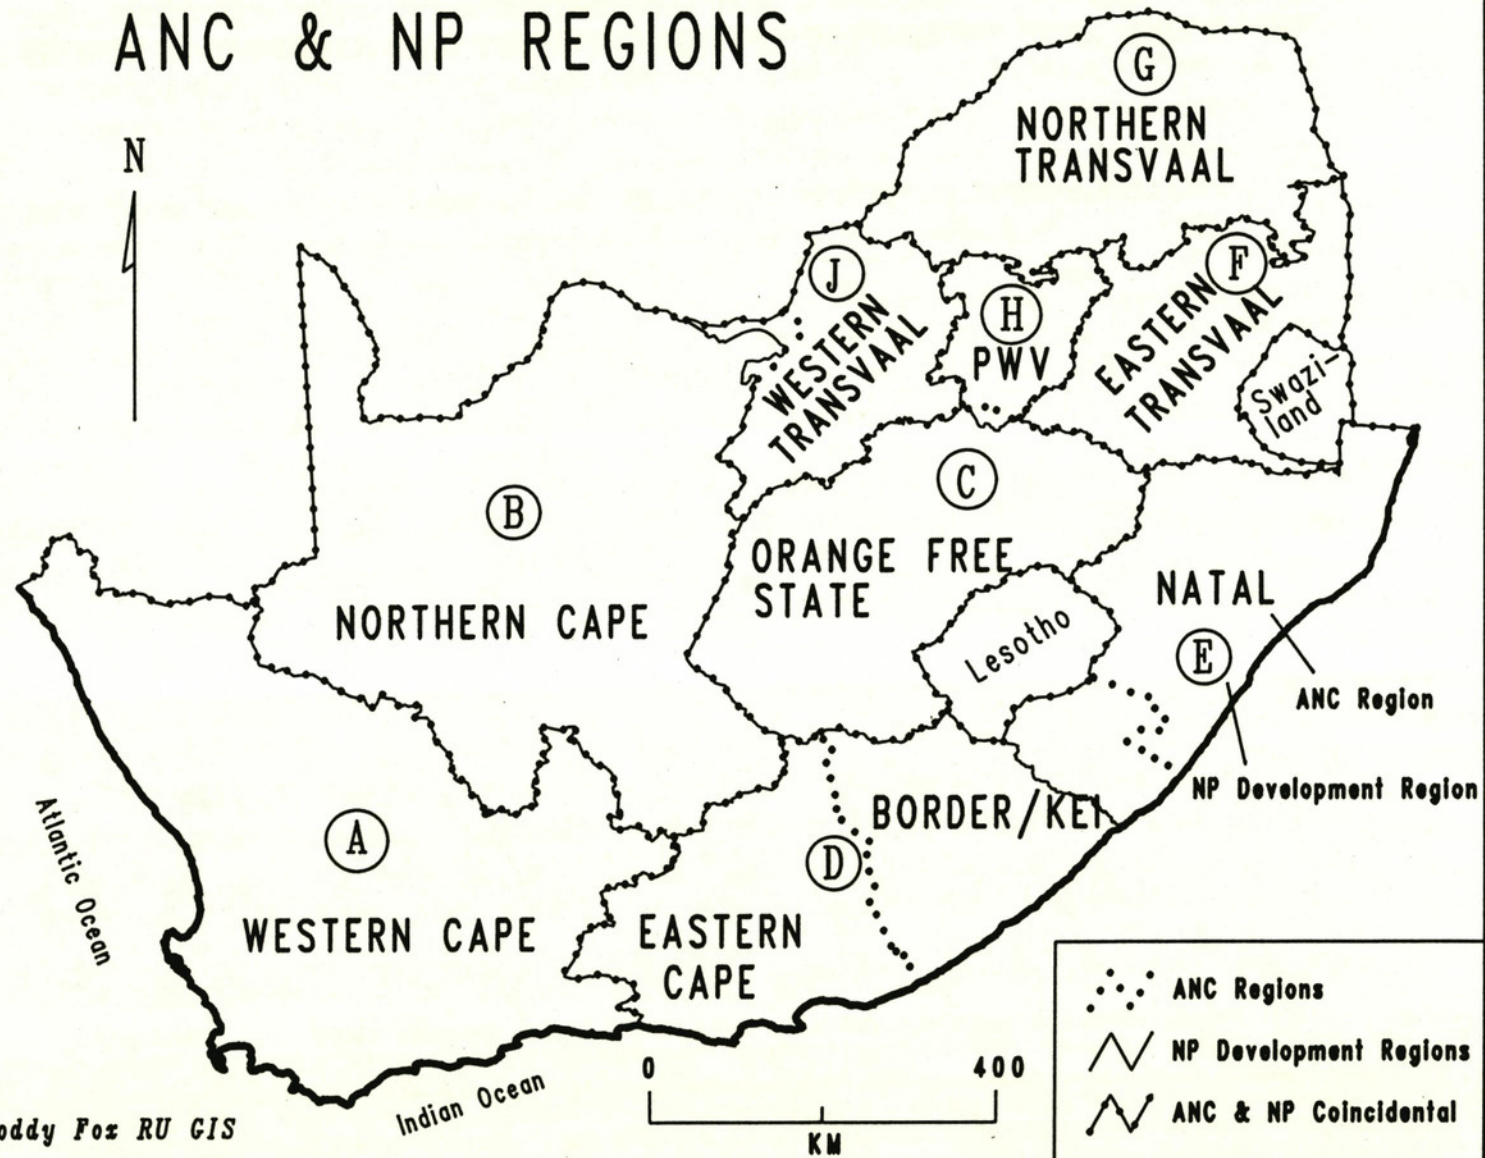 ANC & NP REGIONS
N
G
NORTHERN
TRANSVAAL
J
WESTERN
TRANSVAAL
H
PWV
F
EASTERN
TRANSVAAL
Swazi-
land
B
NORTHERN CAPE
C
ORANGE FREE
STATE
Lesotho
NATAL
E
ANC Region
NP Development Region
A
WESTERN CAPE
D
BORDER/KEI
EASTERN
CAPE
Atlantic Ocean
Indian Ocean
0 400
KM
ANC Regions
NP Development Regions
ANC & NP Coincidental
oddy Fox RU GIS